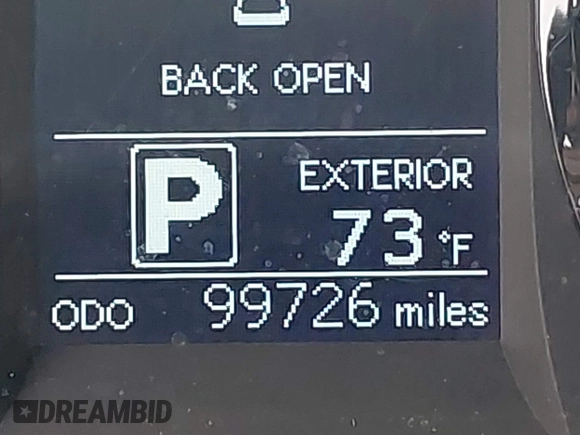 BACK OPEN
P
EXTERIOR
73 °F
ODO 99726 miles
DREAMBID